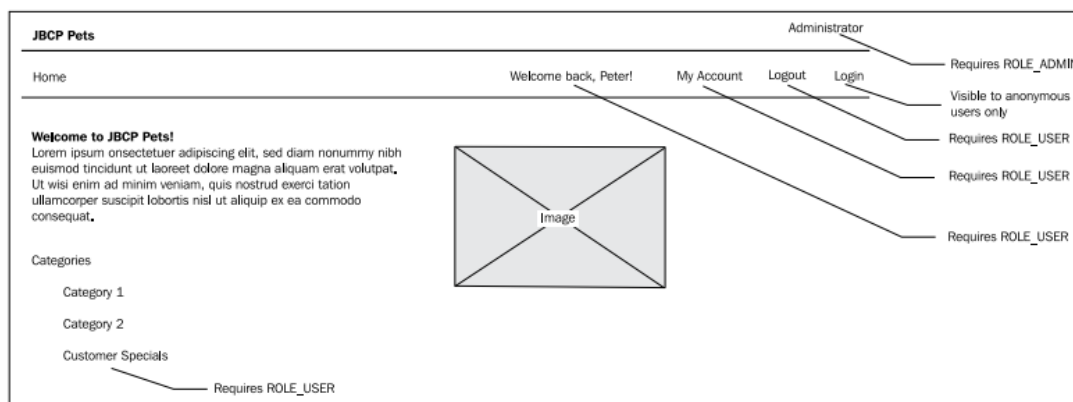 JBCP Pets
Administrator
Requires ROLE_ADMIN
Home
Welcome back, Peter!
My Account
Logout
Login
Visible to anonymous
users only
Requires ROLE_USER
Requires ROLE_USER
Requires ROLE_USER
Welcome to JBCP Pets!
Lorem ipsum onsectetuer adipiscing elit, sed diam nonummy nibh
euismod tincidunt ut laoreet dolore magna aliquam erat volutpat.
Ut wisi enim ad minim veniam, quis nostrud exerci tation
ullamcorper suscipit lobortis nisl ut aliquip ex ea commodo
consequat.
Image
Categories
Category 1
Category 2
Customer Specials
Requires ROLE_USER